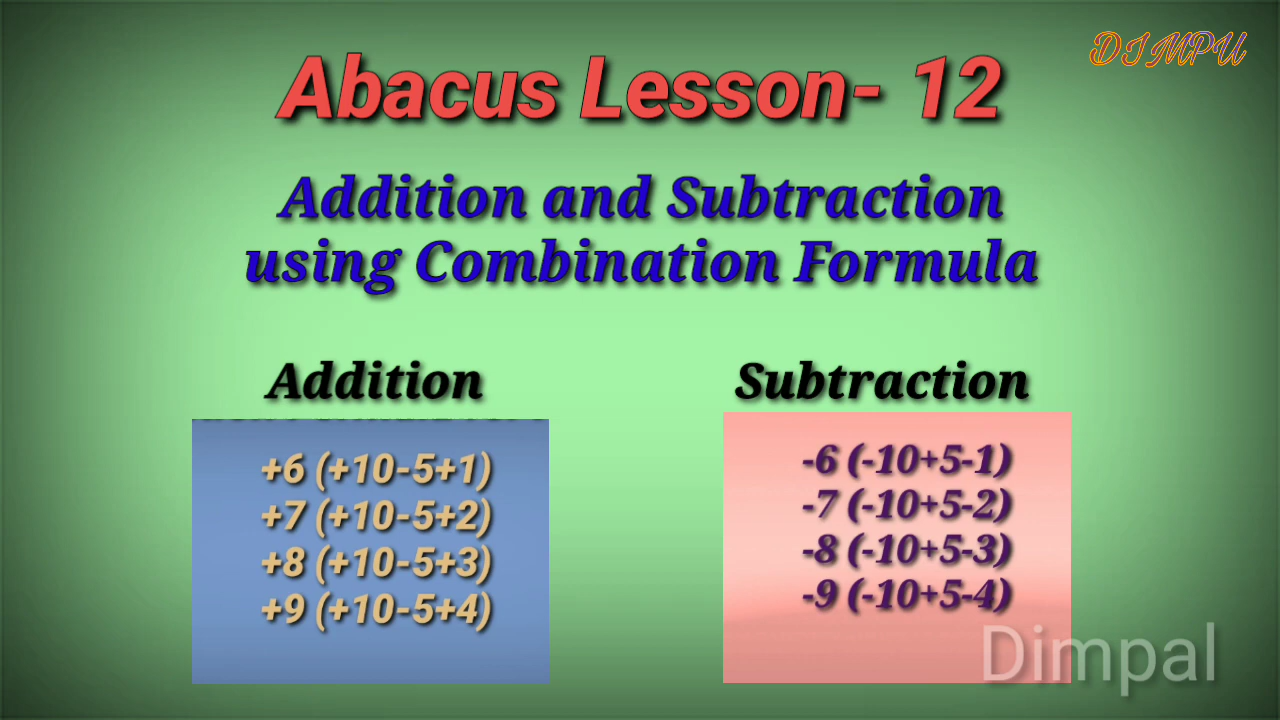 DIMPU
Abacus Lesson- 12
Addition and Subtraction
using Combination Formula
Addition
+6 (+10-5+1)
+7 (+10-5+2)
+8 (+10-5+3)
+9 (+10-5+4)
Subtraction
-6 (-10+5-1)
-7 (-10+5-2)
-8 (-10+5-3)
-9 (-10+5-4)
Dimpal